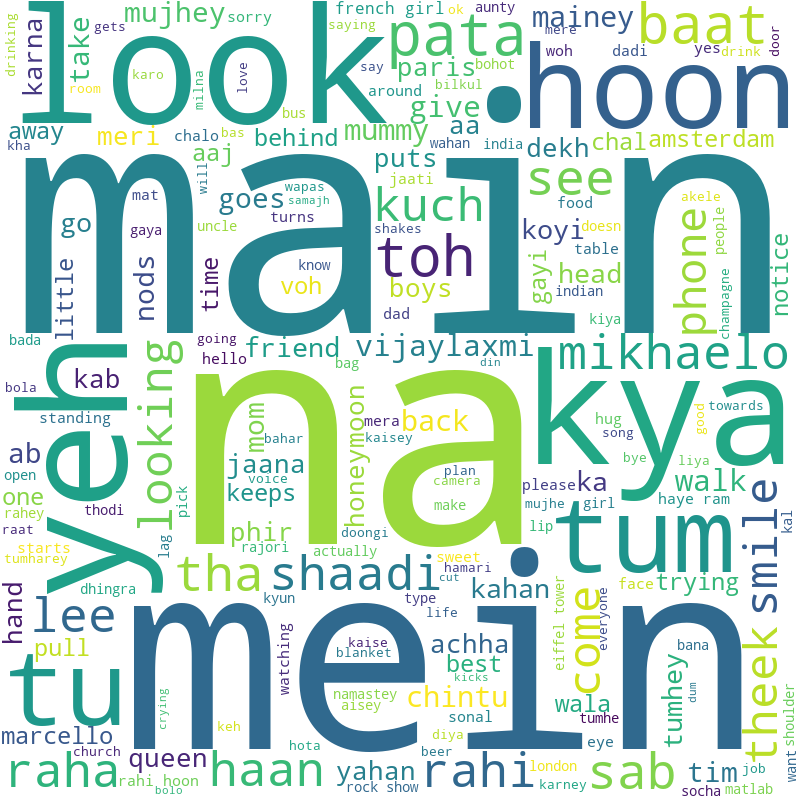 drinking
gets
karna
take
mujhey
sorry
french girl
ok
aunty
saying
pata
mainey
mere
baat
door
look
hoon
room
karo
milna
love
say
paris
bohot
woh
dadi
yes
drink
around
bilkul
give
bus
away
kha
meri
chalo
bas
behind
mummy
aa
wahan
india
dekh
chal
amsterdam
aaj
will
puts
jaati
see
mat
goes
wapas
samajh
kuch
food
akele
people
phone
notice
go
gaya
uncle
turns
shakes
koyi
doesn
table
toh
main
little
nods
time
know
voh
boys
gayi
head
indian
champagne
dad
kiya
bada
going
hello
friend
vijaylaxmi
mikhaelo
yeh
looking
bola
kab
bag
din
na
kya
standing
mom
honeymoon
mera
back
hug
song
towards
good
ab
bahar
kaisey
jaana
voice
plan
camera
please
ka
bye
liya
walk
one
open
thodi
pick
keeps
make
mujhe
girl
haye ram
smile
kal
raat
rahey
lag
phir
doongi
lip
tum
starts
rajori
actually
tumharey
tha
shaadi
sweet
hamari
kahan
face
trying
dhingra
cut
hand
lee
kyun
type
life
come
everyone
eiffel tower
theek
pull
watching
kaise
blanket
achha
bana
mein
tu
best
kicks
tumhey
dum
shoulder
crying
namastey
aisey
chintu
wala
keh
sonal
tumhe
marcello
diya
church
queen
hota
beer
eye
want
raha
haan
yahan
rahi
london
sab
tim
job
rahi hoon
rock show
karney
socha
matlab
bolo